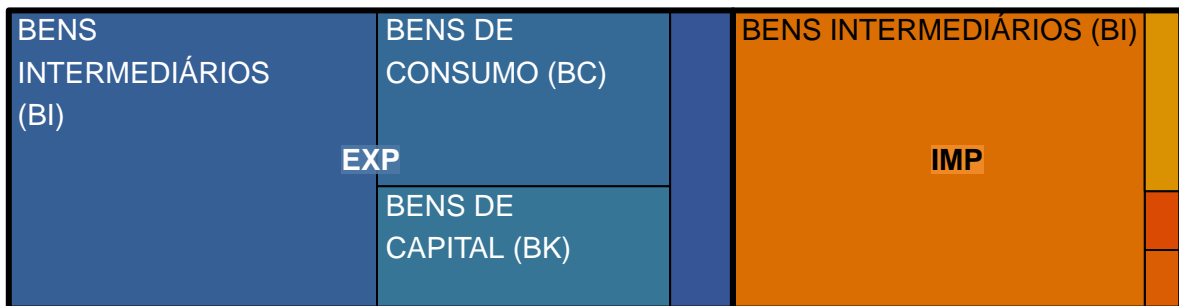 BENS
INTERMEDIÁRIOS
(BI)
BENS DE
CONSUMO (BC)
EXP
BENS DE
CAPITAL (BK)
BENS INTERMEDIÁRIOS (BI)
IMP